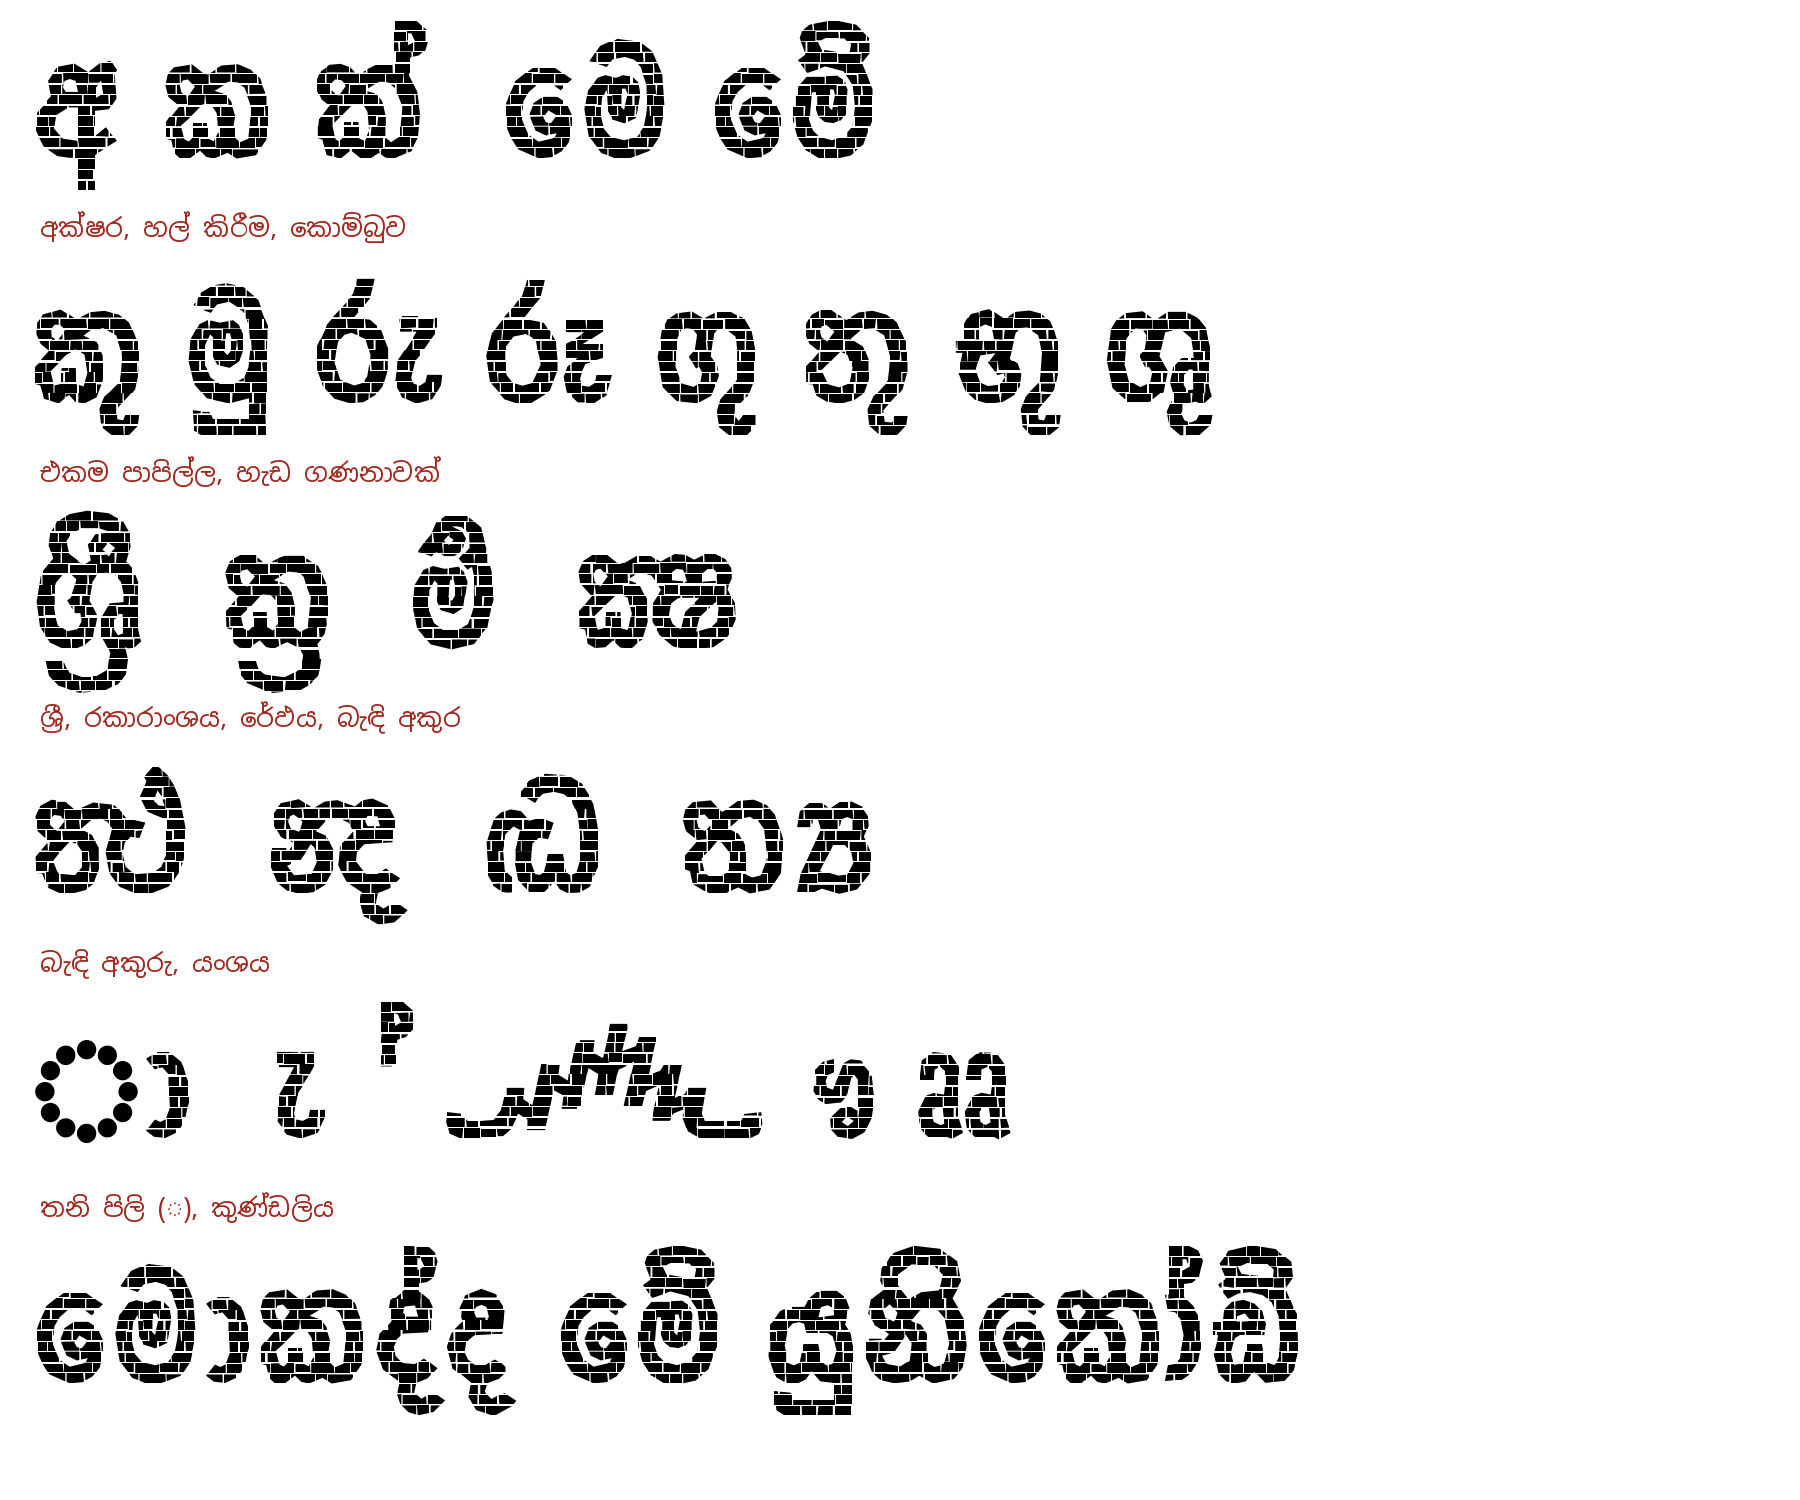 අ ක ක් මෙ මේ
අක්ෂර, හල් කිරීම, කොම්බුව
කු මු රු රූ ගු තු භු ශු
එකම පාපිල්ල, හැඩ ගණනාවක්
ශ්‍රී ක්‍ර ර්‍ම ක්‍ෂ
ශ්‍රී, රකාරාංශය, රේඵය, බැඳි අකුර
ත්‍ථ න්‍ද ද්‍ධ ත්‍ය
බැඳි අකුරු, යංශය
◌ා ැ ් ෴ ෟ ෲ
තනි පිලි (◌), කුණ්ඩලිය
මොකද්ද මේ යුනිකෝඩ්